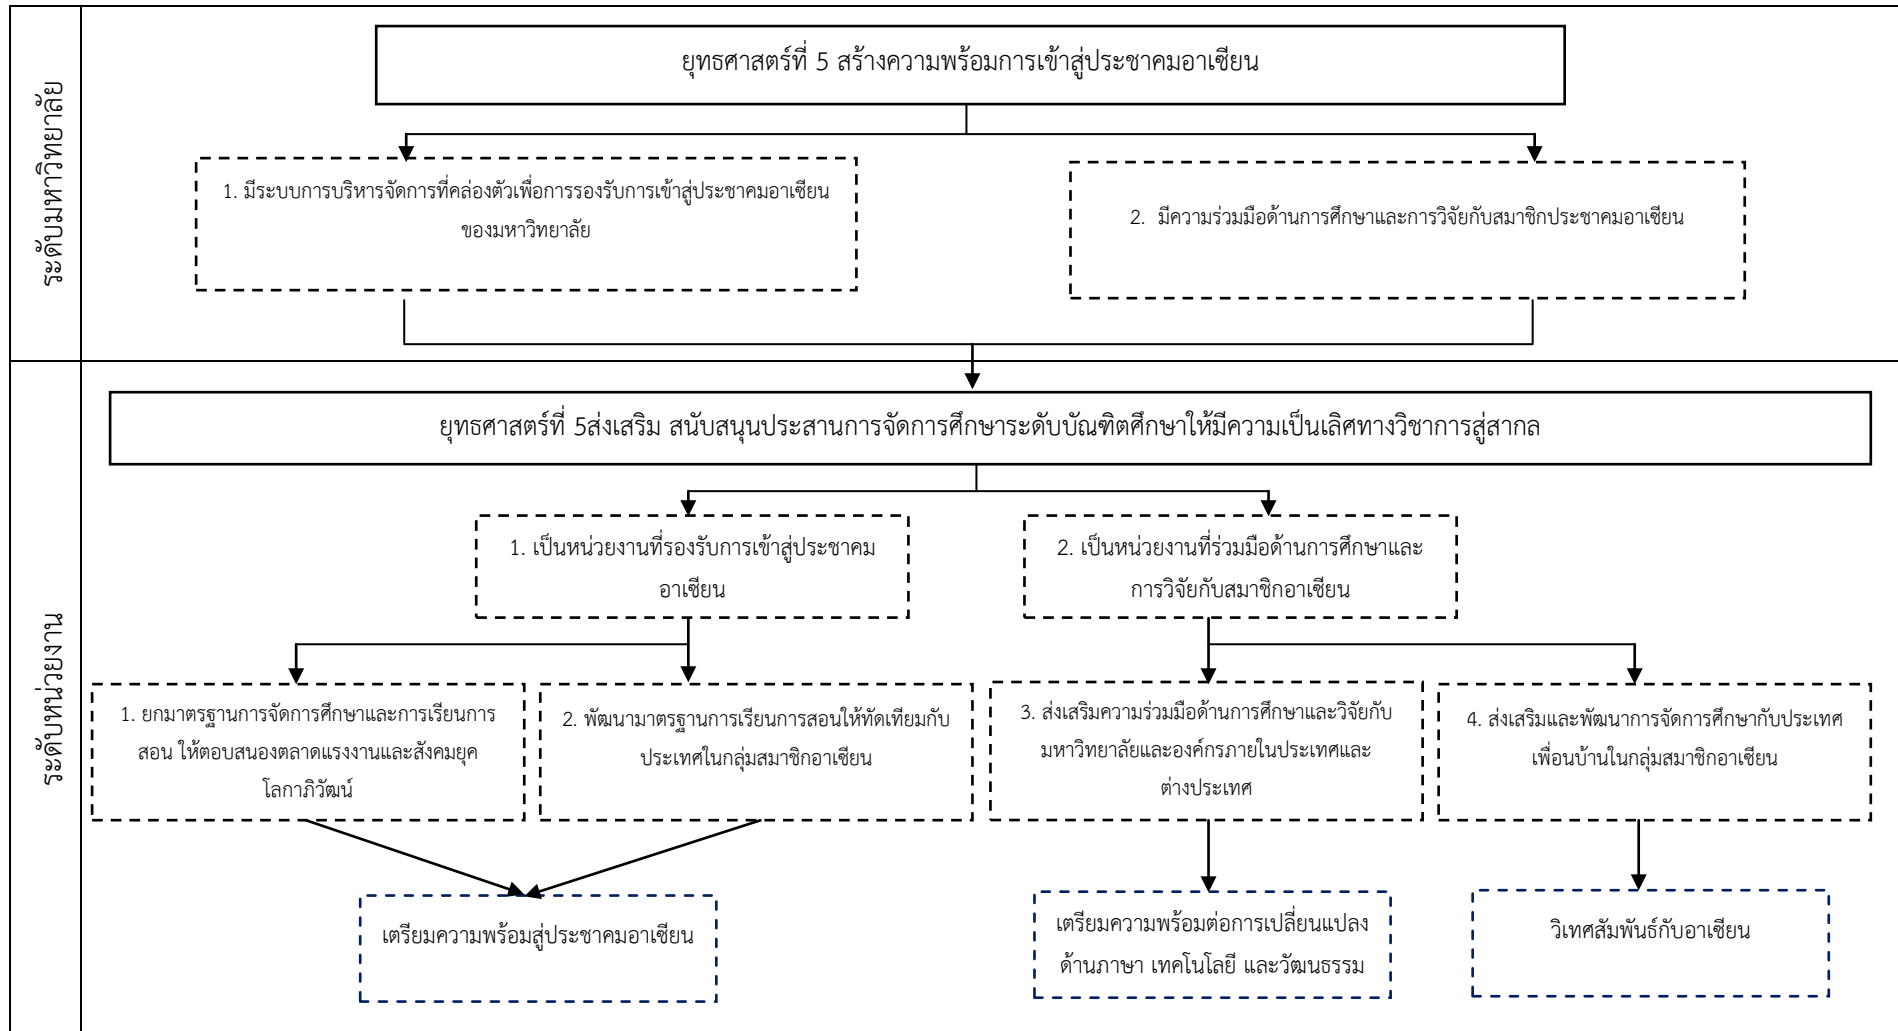 ระดับมหาวิทยาลัย
ยุทธศาสตร์ที่ 5 สร้างความพร้อมการเข้าสู่ประชาคมอาเซียน
1. มีระบบการบริหารจัดการที่คล่องตัวเพื่อการรองรับการเข้าสู่ประชาคมอาเซียน
ของมหาวิทยาลัย
2. มีความร่วมมือด้านการศึกษาและการวิจัยกับสมาชิกประชาคมอาเซียน
ระดับหน่วยงาน
ยุทธศาสตร์ที่ 5ส่งเสริม สนับสนุนประสานการจัดการศึกษาระดับบัณฑิตศึกษาให้มีความเป็นเลิศทางวิชาการสู่สากล
1. เป็นหน่วยงานที่รองรับการเข้าสู่ประชาคม
อาเซียน
2. เป็นหน่วยงานที่ร่วมมือด้านการศึกษาและ
การวิจัยกับสมาชิกอาเซียน
1. ยกมาตรฐานการจัดการศึกษาและการเรียนการ
สอน ให้ตอบสนองตลาดแรงงานและสังคมยุค
โลกาภิวัฒน์
2. พัฒนามาตรฐานการเรียนการสอนให้ทัดเทียมกับ
ประเทศในกลุ่มสมาชิกอาเซียน
3. ส่งเสริมความร่วมมือด้านการศึกษาและวิจัยกับ
มหาวิทยาลัยและองค์กรภายในประเทศและ
ต่างประเทศ
4. ส่งเสริมและพัฒนาการจัดการศึกษากับประเทศ
เพื่อนบ้านในกลุ่มสมาชิกอาเซียน
เตรียมความพร้อมสู่ประชาคมอาเซียน
เตรียมความพร้อมต่อการเปลี่ยนแปลง
ด้านภาษา เทคโนโลยี และวัฒนธรรม
วิเทศสัมพันธ์กับอาเซียน